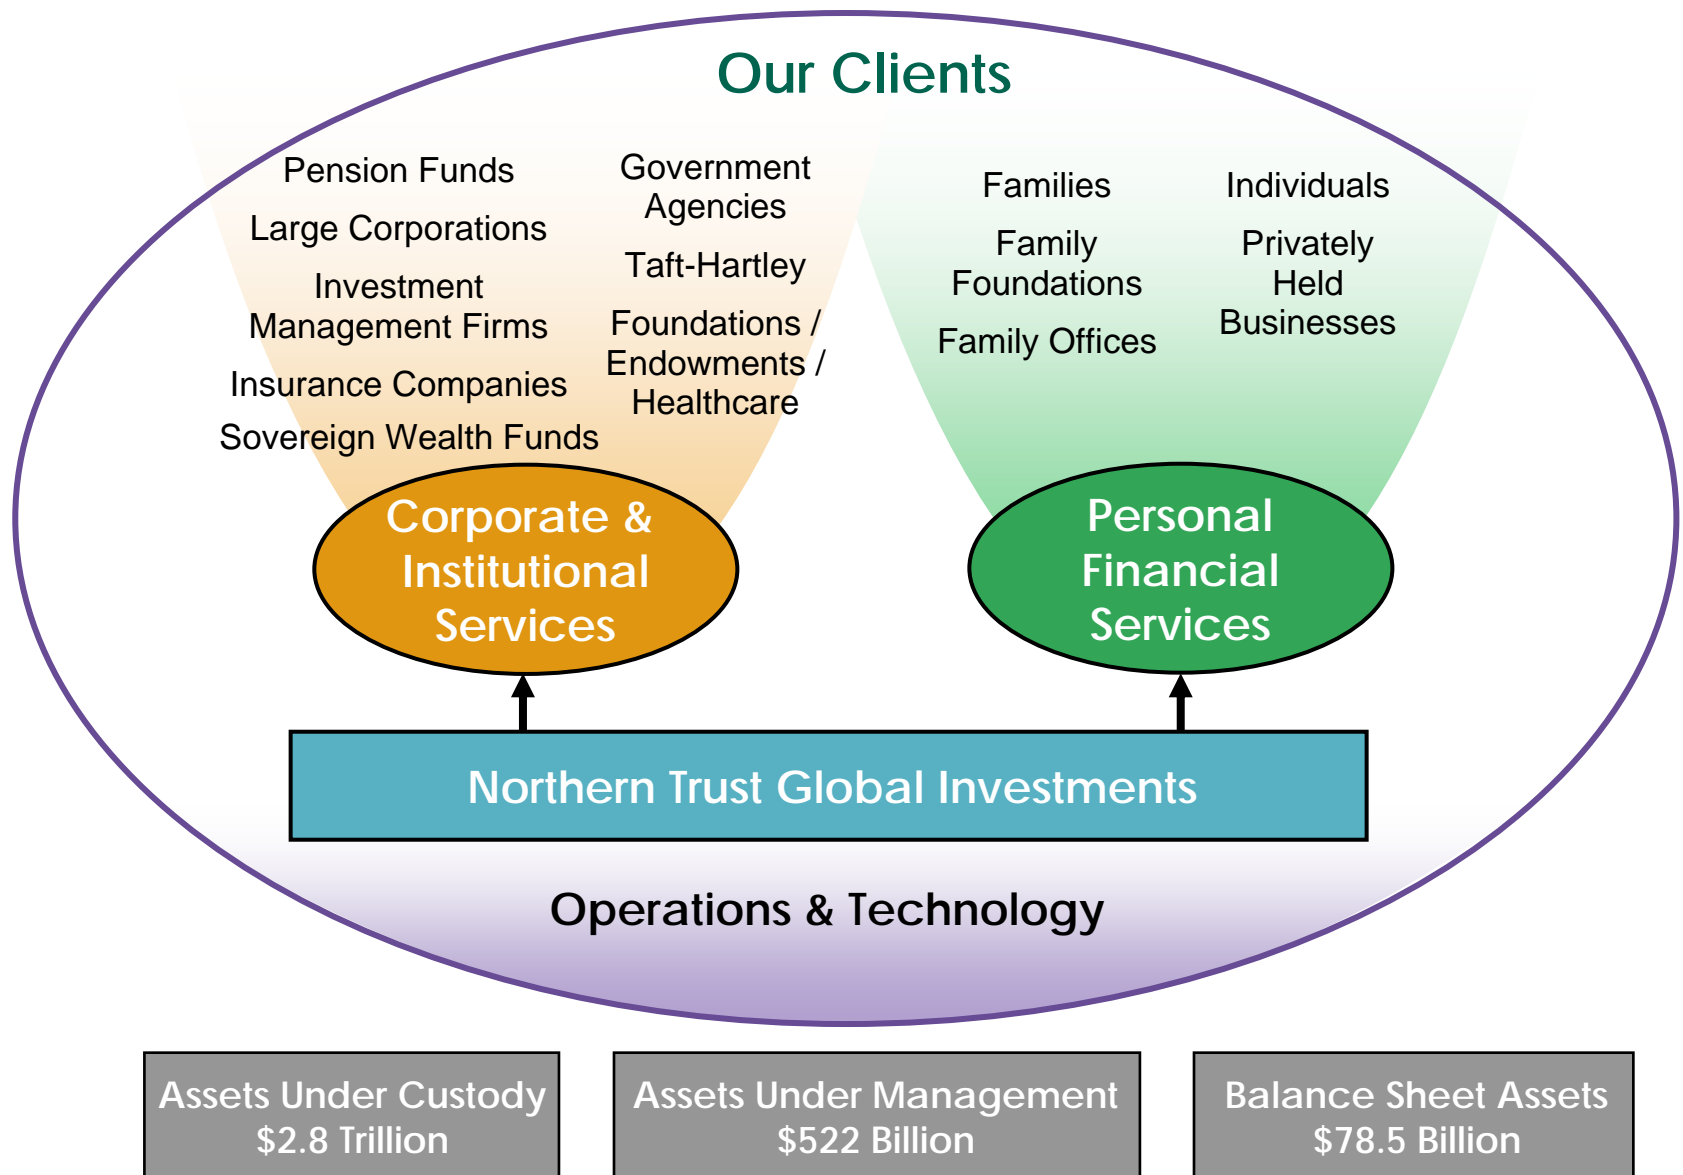 Our Clients
Pension Funds
Large Corporations
Investment
Management Firms
Insurance Companies
Sovereign Wealth Funds
Government
Agencies
Taft-Hartley
Foundations /
Endowments /
Healthcare
Families
Family
Foundations
Family Offices
Individuals
Privately
Held
Businesses
Corporate &
Institutional
Services
Personal
Financial
Services
Northern Trust Global Investments
Operations & Technology
Assets Under Custody
$2.8 Trillion
Assets Under Management
$522 Billion
Balance Sheet Assets
$78.5 Billion